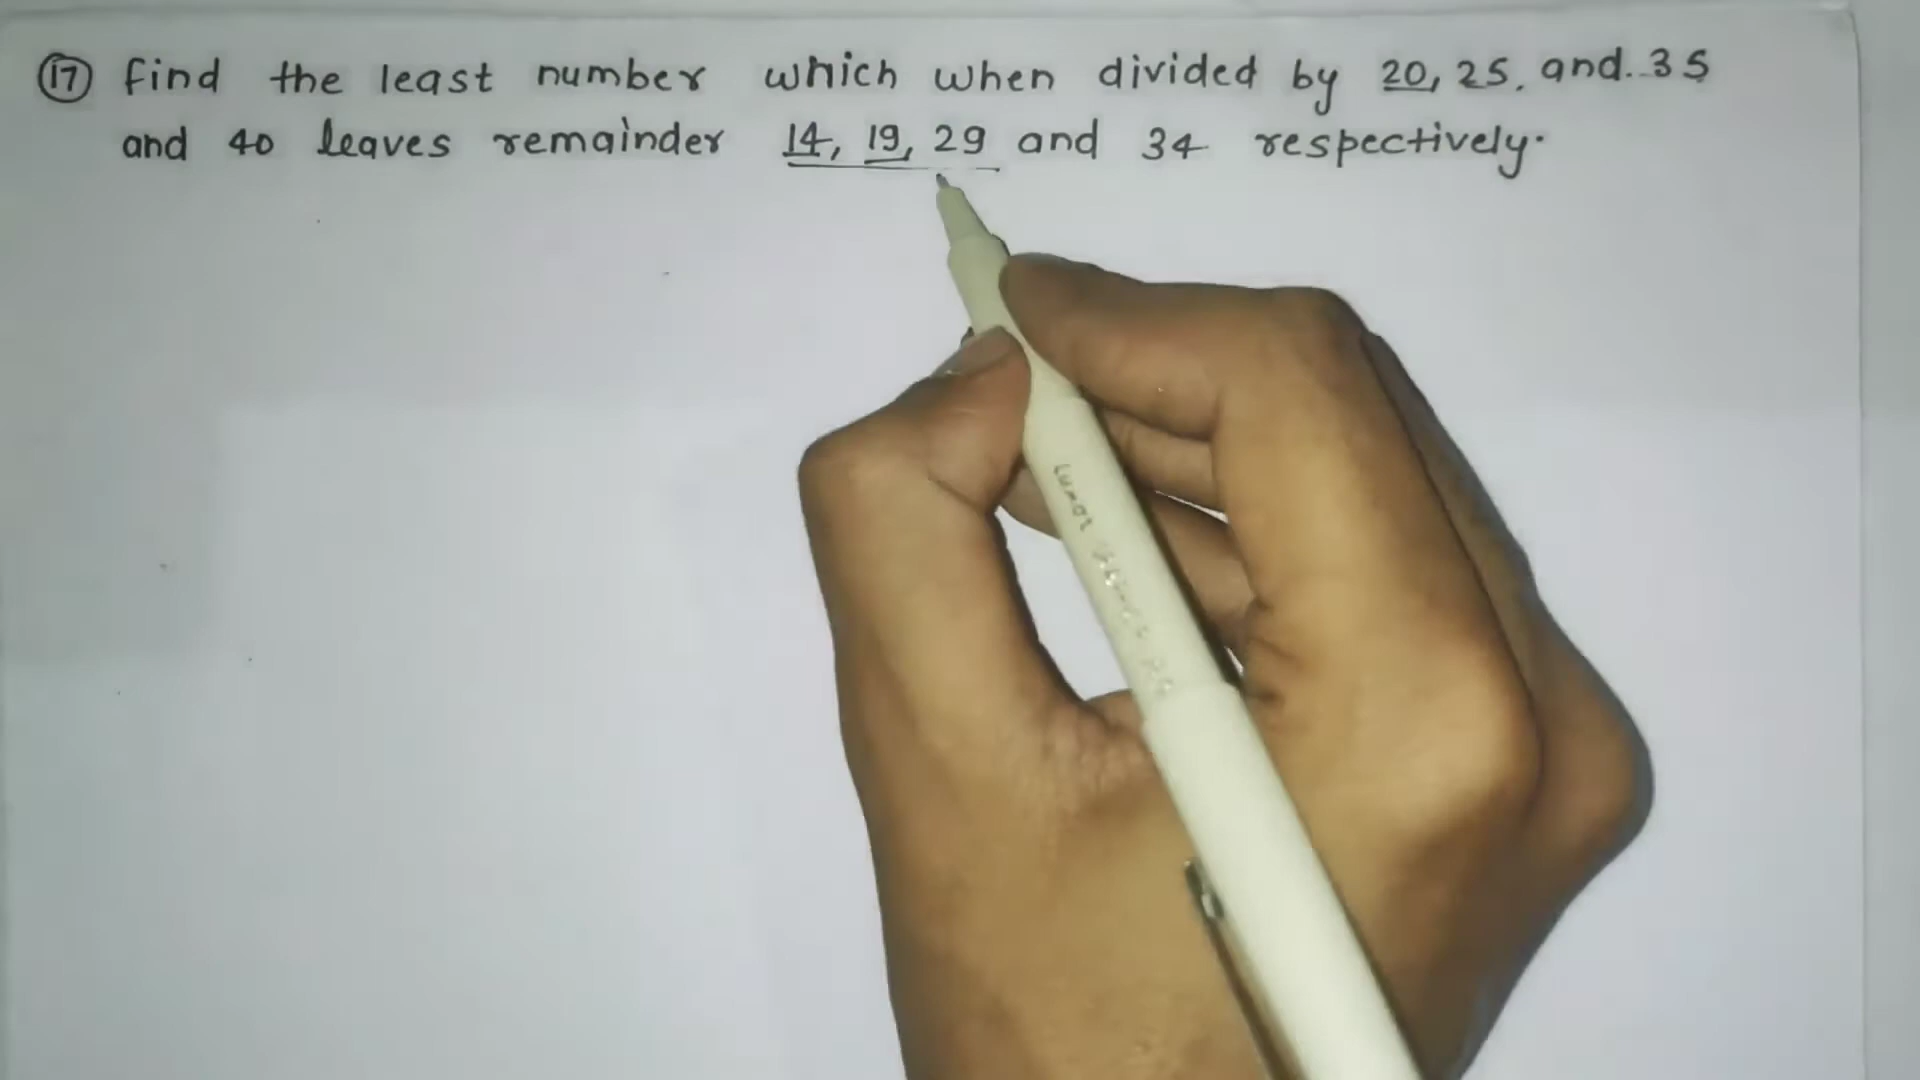 17 find the least number which when divided by 20, 25. and..35
and 40 leaves remainder 14, 19, 29 and 34 respectively.